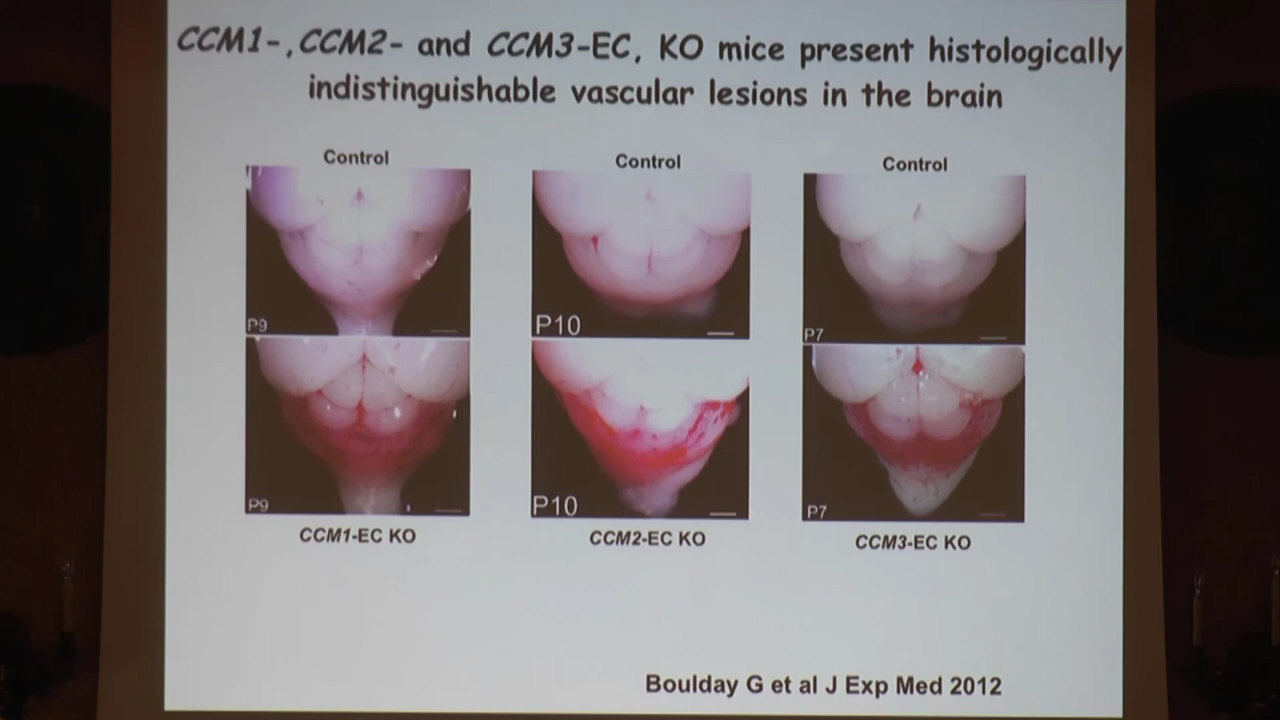 CCM1-, CCM2- and CCM3-EC, KO mice present histologically
indistinguishable vascular lesions in the brain
Control
Control
Control
P9
P10
P7
P9
P10
P7
CCM1-EC KO
CCM2-EC KO
CCM3-EC KO
Boulday G et al J Exp Med 2012